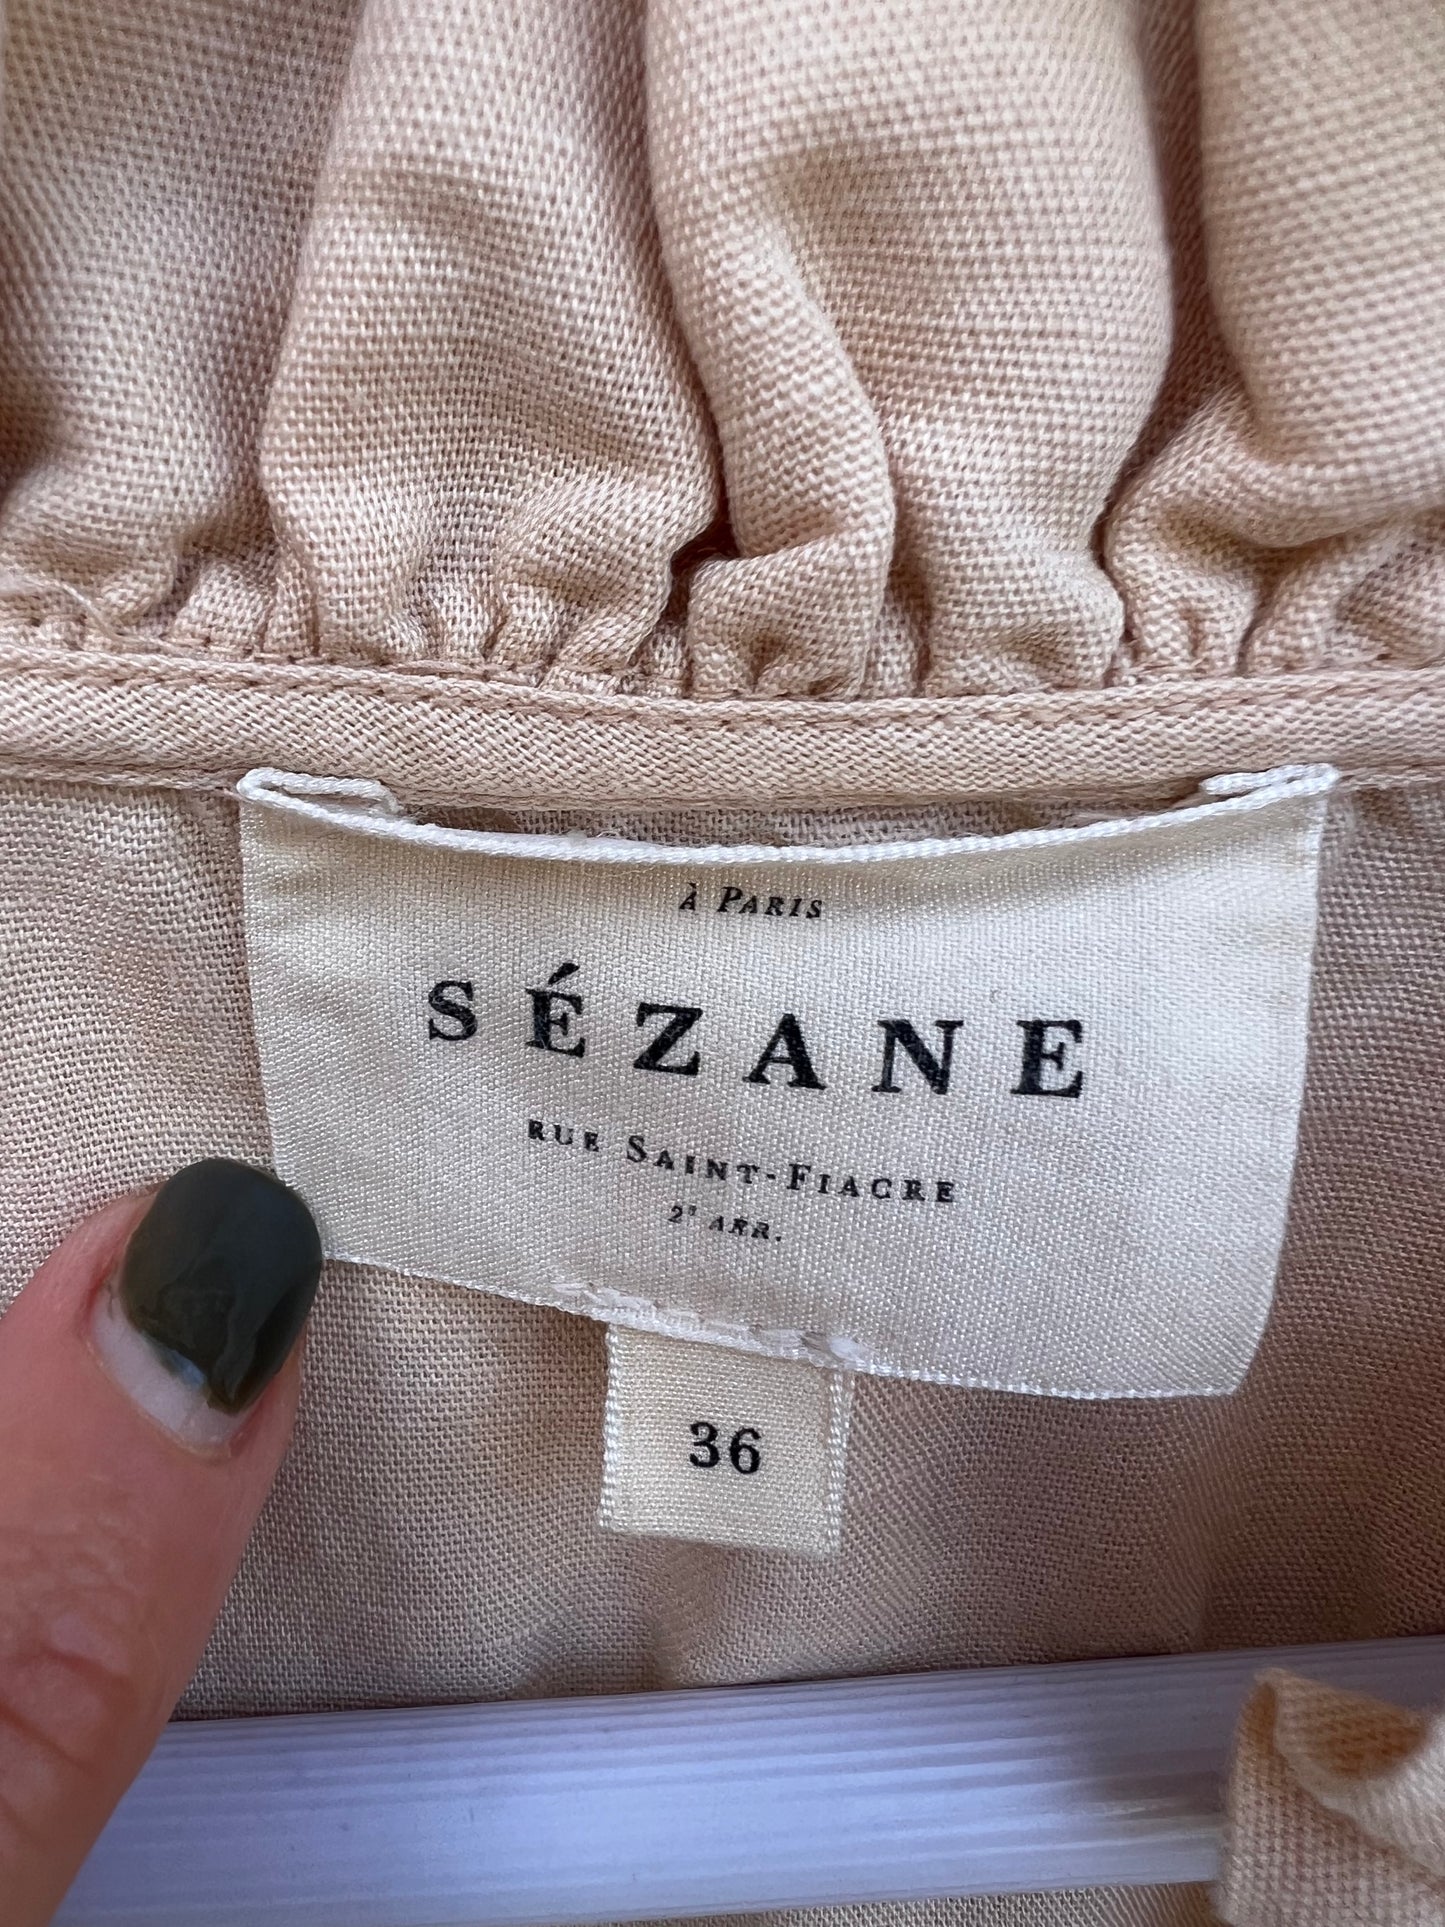 À PARIS
SÉZANE
RUE SAINT-FIACRE
2e ARR.
36